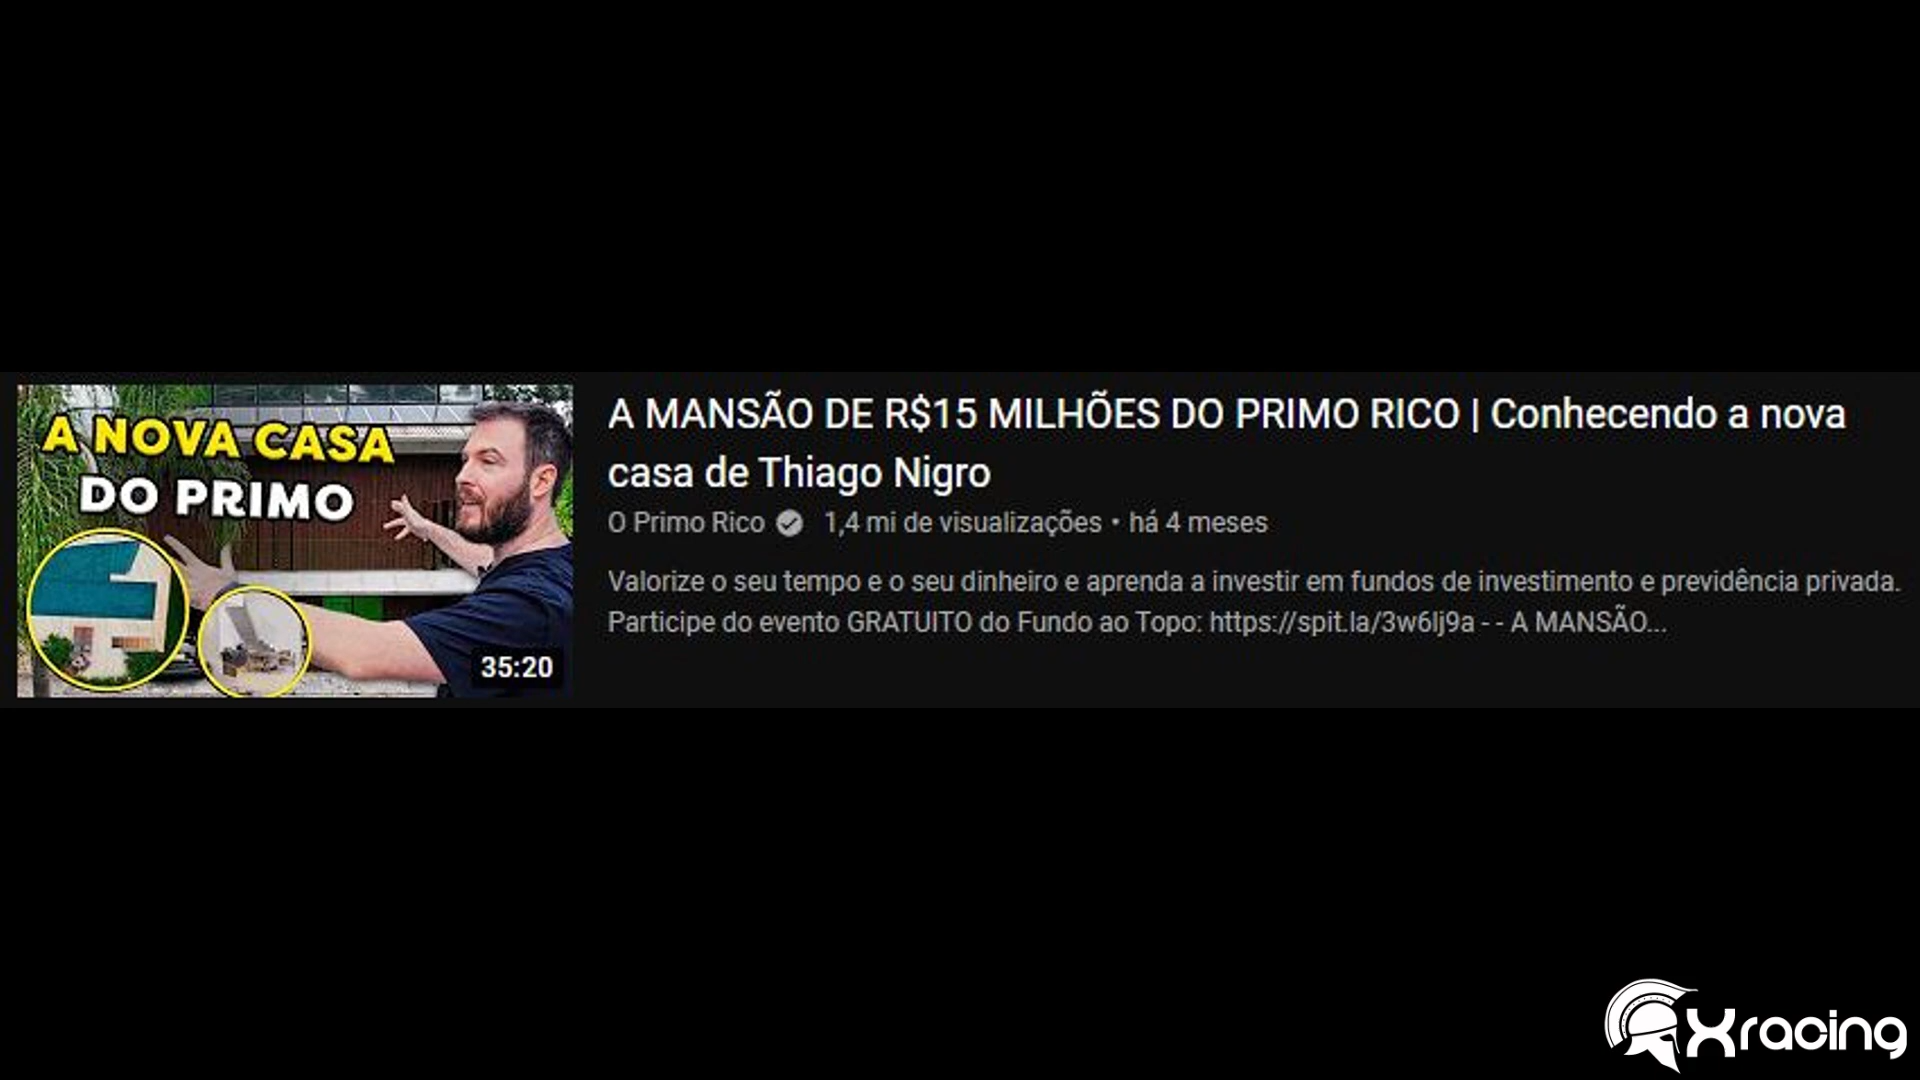 A NOVA CASA
DO PRIMO
35:20
A MANSÃO DE R$15 MILHÕES DO PRIMO RICO | Conhecendo a nova
casa de Thiago Nigro
O Primo Rico 1,4 mi de visualizações • há 4 meses
Valorize o seu tempo e o seu dinheiro e aprenda a investir em fundos de investimento e previdência privada.
Participe do evento GRATUITO do Fundo ao Topo: https://spit.la/3w6lj9a - - A MANSÃO...
Xracing